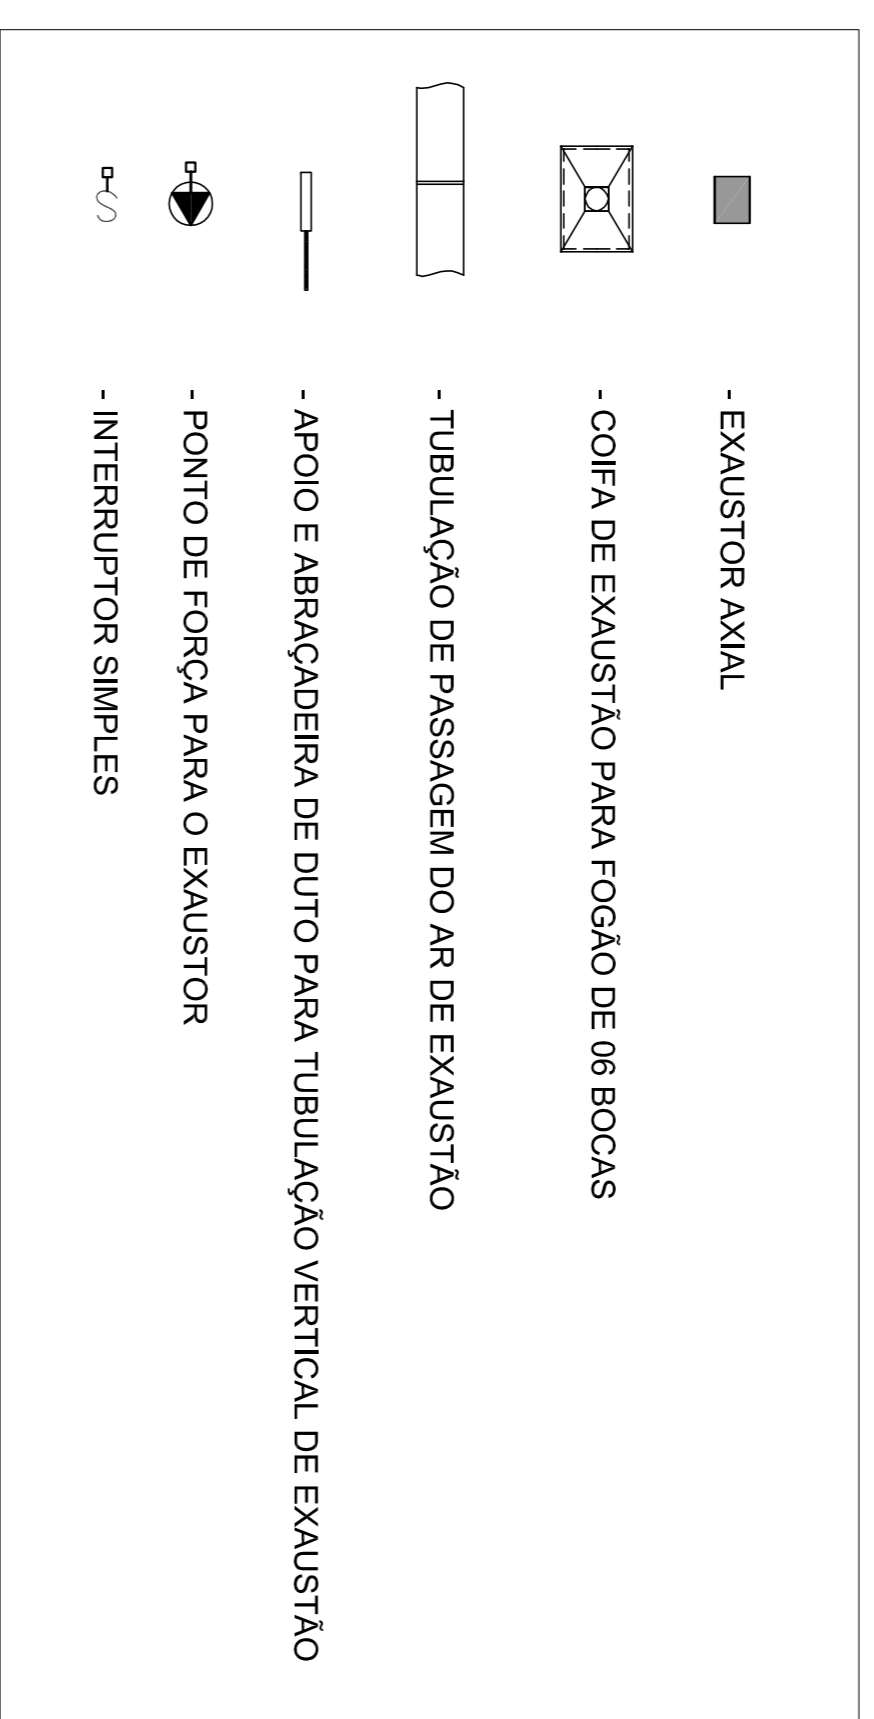 - EXAUSTOR AXIAL
- COIFA DE EXAUSTÃO PARA FOGÃO DE 06 BOCAS
- TUBULAÇÃO DE PASSAGEM DO AR DE EXAUSTÃO
- APOIO E ABRAÇADEIRA DE DUTO PARA TUBULAÇÃO VERTICAL DE EXAUSTÃO
- PONTO DE FORÇA PARA O EXAUSTOR
S - INTERRUPTOR SIMPLES